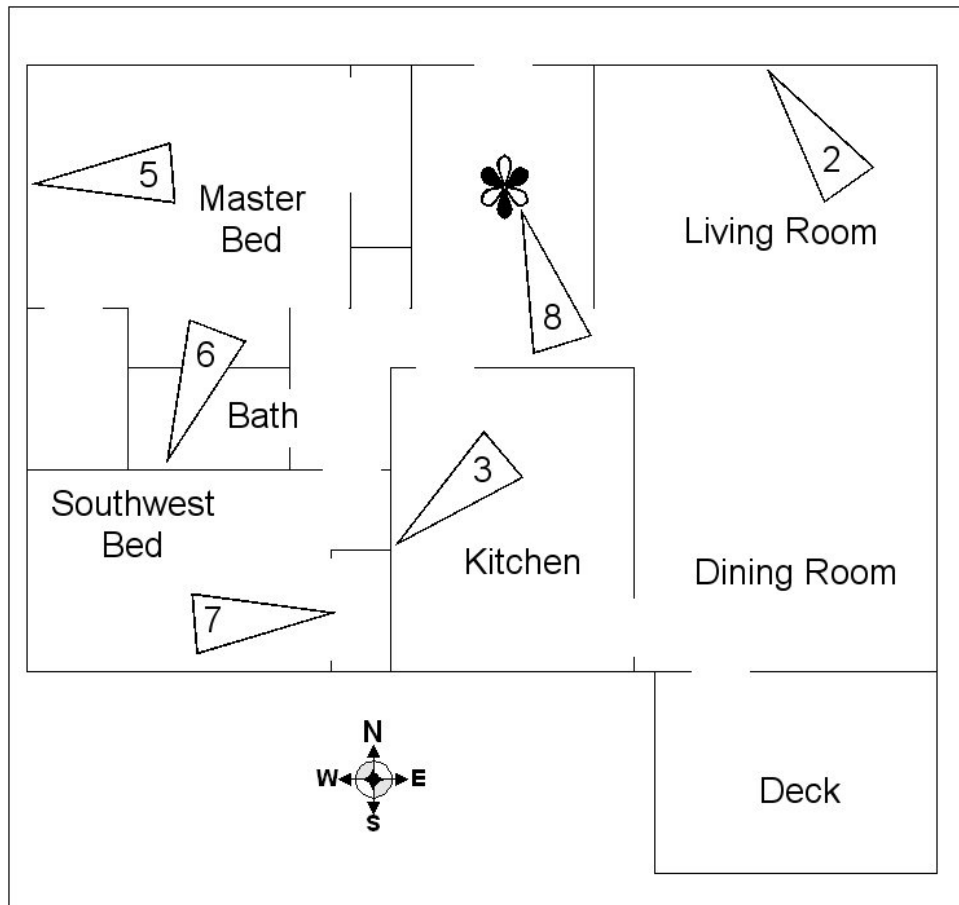 2
5
Master
Bed
Living Room
8
6
Bath
3
Southwest
Bed
Kitchen
Dining Room
7
N
W
E
S
Deck